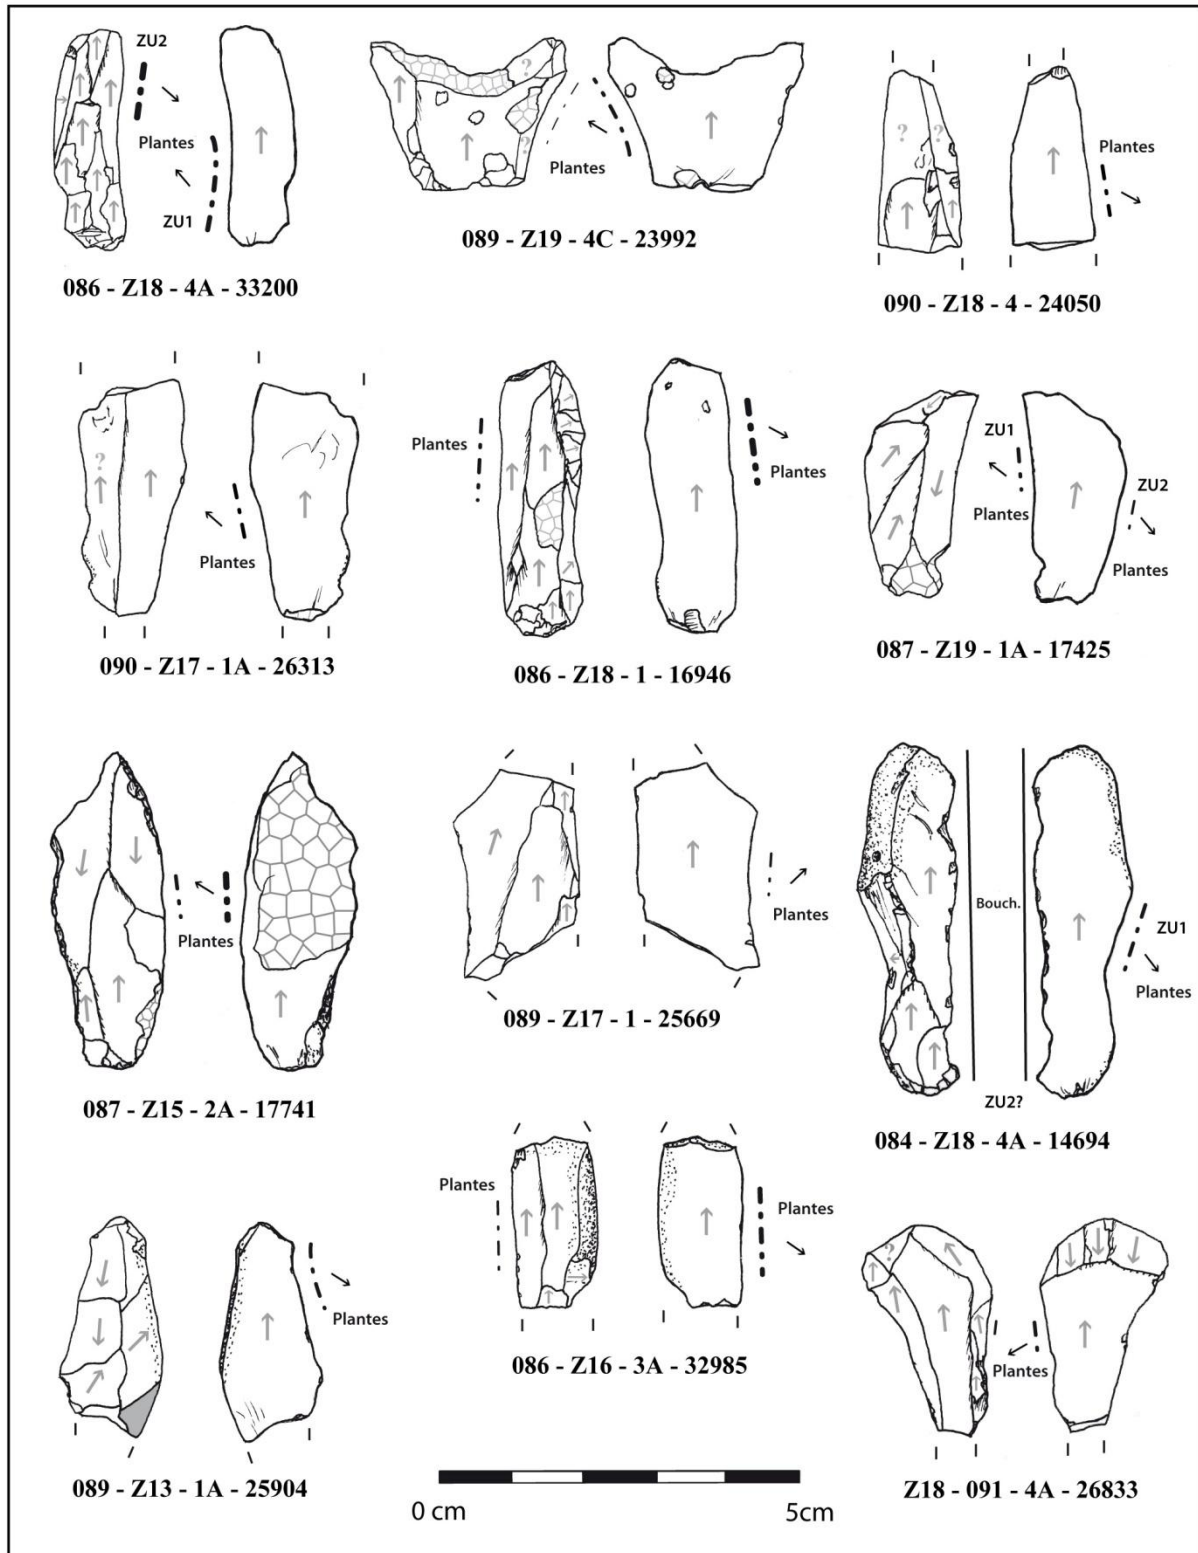 ZU2
Plantes
ZU1
086 - Z18 - 4A - 33200
?
?
Plantes
089 - Z19 - 4C - 23992
?
?
Plantes
090 - Z18 - 4 - 24050
?
Plantes
090 - Z17 - 1A - 26313
Plantes
Plantes
086 - Z18 - 1 - 16946
ZU1
Plantes
ZU2
Plantes
087 - Z19 - 1A - 17425
Plantes
087 - Z15 - 2A - 17741
Plantes
089 - Z17 - 1 - 25669
Bouch.
ZU1
Plantes
ZU2?
084 - Z18 - 4A - 14694
Plantes
089 - Z13 - 1A - 25904
Plantes
Plantes
086 - Z16 - 3A - 32985
?
Plantes
Z18 - 091 - 4A - 26833
0 cm
5cm